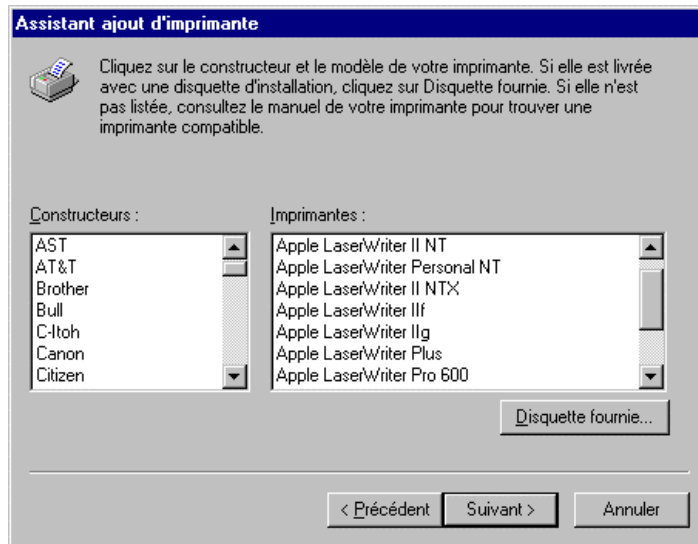 Assistant ajout d'imprimante
Cliquez sur le constructeur et le modèle de votre imprimante. Si elle est livrée
avec une disquette d'installation, cliquez sur Disquette fournie. Si elle n'est
pas listée, consultez le manuel de votre imprimante pour trouver une
imprimante compatible.
Constructeurs :
AST
AT&T
Brother
Bull
C-Itoh
Canon
Citizen
Imprimantes :
Apple LaserWriter II NT
Apple LaserWriter Personal NT
Apple LaserWriter II NTX
Apple LaserWriter IIf
Apple LaserWriter IIg
Apple LaserWriter Plus
Apple LaserWriter Pro 600
Disquette fournie...
< Précédent
Suivant >
Annuler